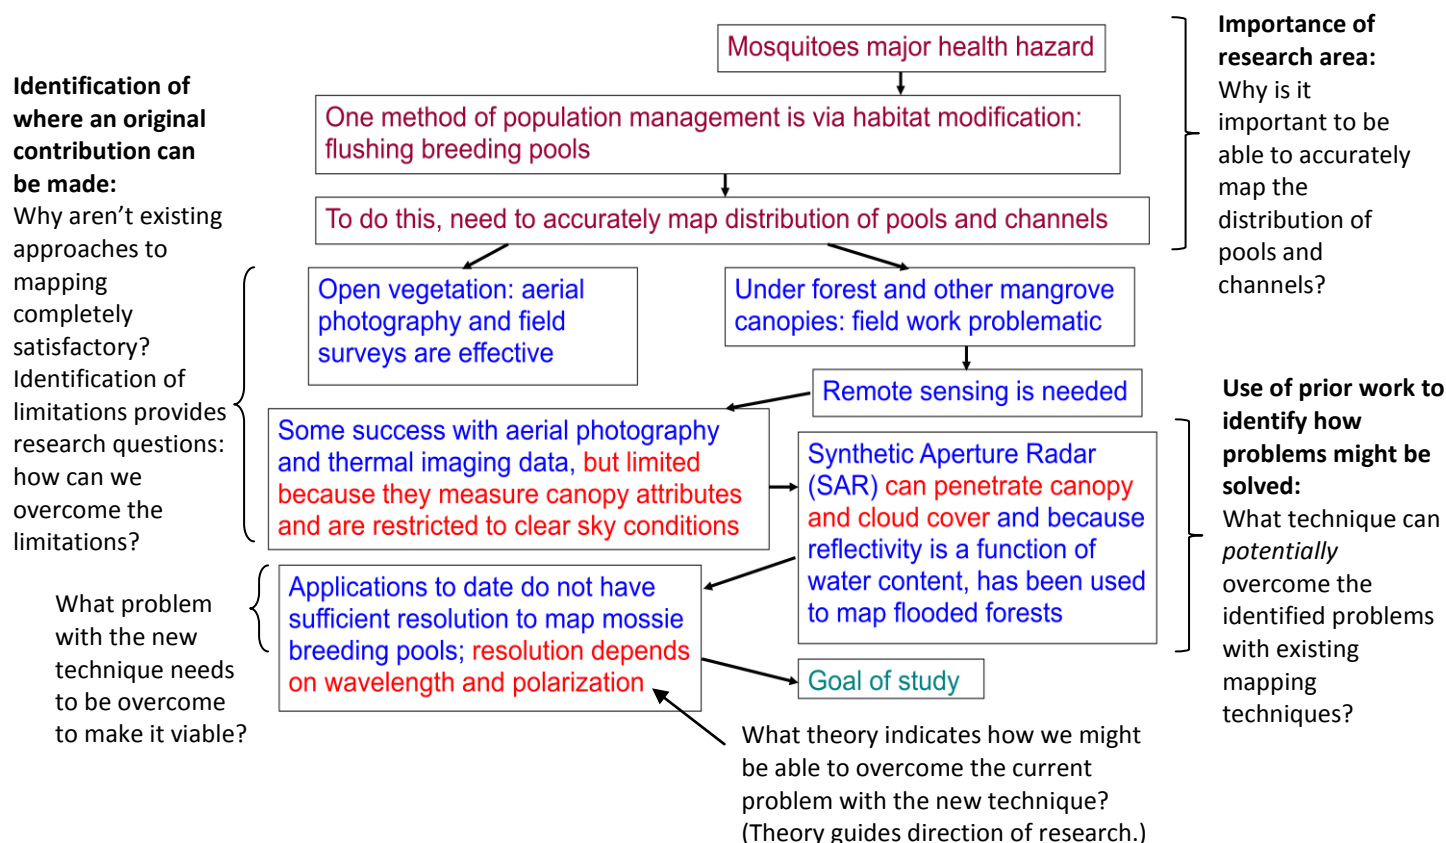 Mosquitoes major health hazard
One method of population management is via habitat modification:
flushing breeding pools
To do this, need to accurately map distribution of pools and channels
Importance of
research area:
Why is it
important to be
able to accurately
map the
distribution of
pools and
channels?
Identification of
where an original
contribution can
be made:
Why aren’t existing
approaches to
mapping
completely
satisfactory?
Identification of
limitations provides
research questions:
how can we
overcome the
limitations?
Open vegetation: aerial
photography and field
surveys are effective
Under forest and other mangrove
canopies: field work problematic
Remote sensing is needed
Some success with aerial photography
and thermal imaging data, but limited
because they measure canopy attributes
and are restricted to clear sky conditions
Synthetic Aperture Radar
(SAR) can penetrate canopy
and cloud cover and because
reflectivity is a function of
water content, has been used
to map flooded forests
Use of prior work to
identify how
problems might be
solved:
What technique can
potentially
overcome the
identified problems
with existing
mapping
techniques?
What problem
with the new
technique needs
to be overcome
to make it viable?
Applications to date do not have
sufficient resolution to map mossie
breeding pools; resolution depends
on wavelength and polarization
Goal of study
What theory indicates how we might
be able to overcome the current
problem with the new technique?
(Theory guides direction of research.)